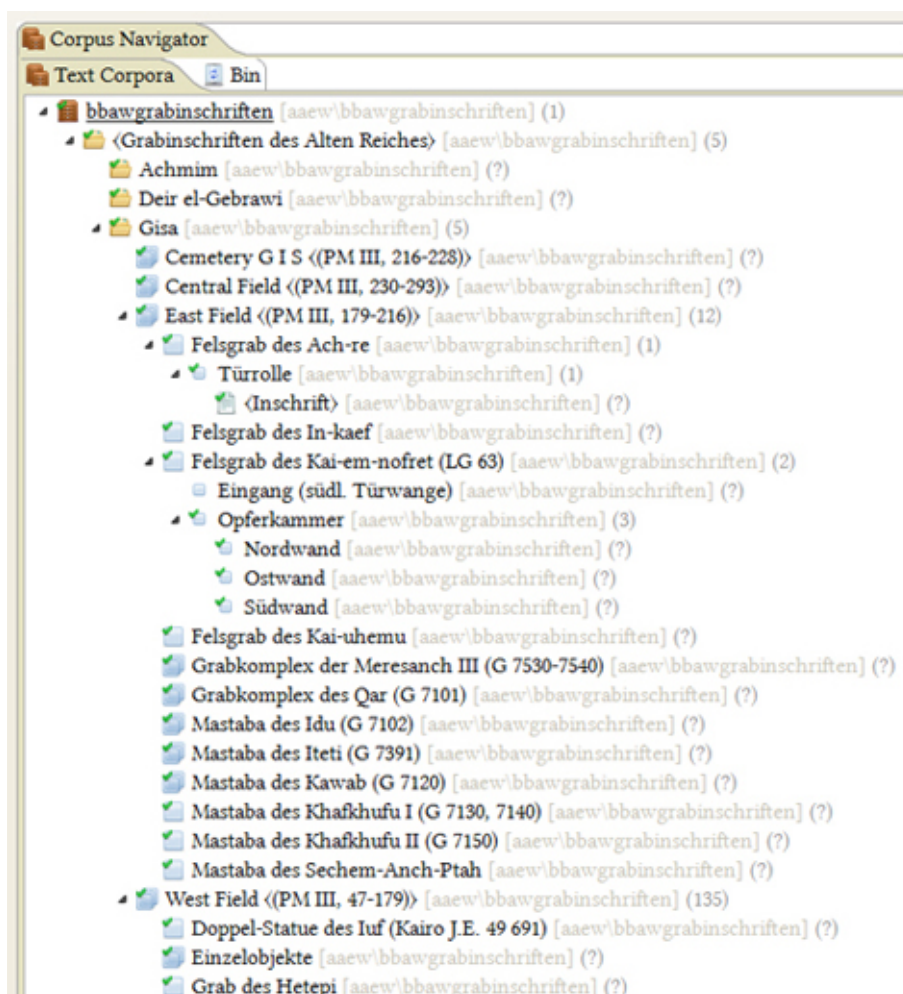 Corpus Navigator
Text Corpora Bin
bbawgrabinschriften [aaew\bbawgrabinschriften] (1)
‹Grabinschriften des Alten Reiches› [aaew\bbawgrabinschriften] (5)
Achmim [aaew\bbawgrabinschriften] (?)
Deir el-Gebrawi [aaew\bbawgrabinschriften] (?)
Gisa [aaew\bbawgrabinschriften] (5)
Cemetery G I S ‹(PM III, 216-228)› [aaew\bbawgrabinschriften] (?)
Central Field ‹(PM III, 230-293)› [aaew\bbawgrabinschriften] (?)
East Field ‹(PM III, 179-216)› [aaew\bbawgrabinschriften] (12)
Felsgrab des Ach-re [aaew\bbawgrabinschriften] (1)
Türrolle [aaew\bbawgrabinschriften] (1)
‹Inschrift› [aaew\bbawgrabinschriften] (?)
Felsgrab des In-kaef [aaew\bbawgrabinschriften] (?)
Felsgrab des Kai-em-nofret (LG 63) [aaew\bbawgrabinschriften] (2)
Eingang (südl. Türwange) [aaew\bbawgrabinschriften] (?)
Opferkammer [aaew\bbawgrabinschriften] (3)
Nordwand [aaew\bbawgrabinschriften] (?)
Ostwand [aaew\bbawgrabinschriften] (?)
Südwand [aaew\bbawgrabinschriften] (?)
Felsgrab des Kai-uhemu [aaew\bbawgrabinschriften] (?)
Grabkomplex der Meresanch III (G 7530-7540) [aaew\bbawgrabinschriften] (?)
Grabkomplex des Qar (G 7101) [aaew\bbawgrabinschriften] (?)
Mastaba des Idu (G 7102) [aaew\bbawgrabinschriften] (?)
Mastaba des Iteti (G 7391) [aaew\bbawgrabinschriften] (?)
Mastaba des Kawab (G 7120) [aaew\bbawgrabinschriften] (?)
Mastaba des Khafkhufu I (G 7130, 7140) [aaew\bbawgrabinschriften] (?)
Mastaba des Khafkhufu II (G 7150) [aaew\bbawgrabinschriften] (?)
Mastaba des Sechem-Anch-Ptah [aaew\bbawgrabinschriften] (?)
West Field ‹(PM III, 47-179)› [aaew\bbawgrabinschriften] (135)
Doppel-Statue des Iuf (Kairo J.E. 49 691) [aaew\bbawgrabinschriften] (?)
Einzelobjekte [aaew\bbawgrabinschriften] (?)
Grab des Hetepi [aaew\bbawgrabinschriften] (?)